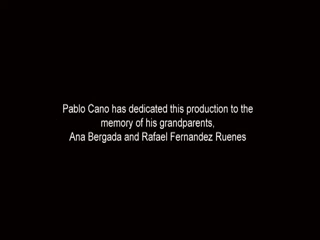 Pablo Cano has dedicated this production to the
memory of his grandparents,
Ana Bergada and Rafael Fernandez Ruenes